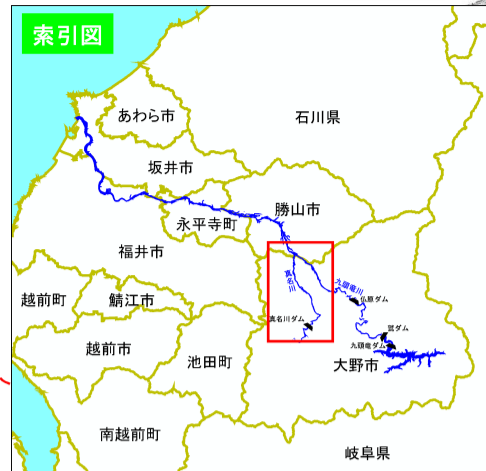 索引図
あわら市
石川県
坂井市
勝山市
永平寺町
福井市
真名川
九頭竜川
仏原ダム
越前町
鯖江市
真名川ダム
鷲ダム
九頭竜ダム
越前市
池田町
大野市
南越前町
岐阜県